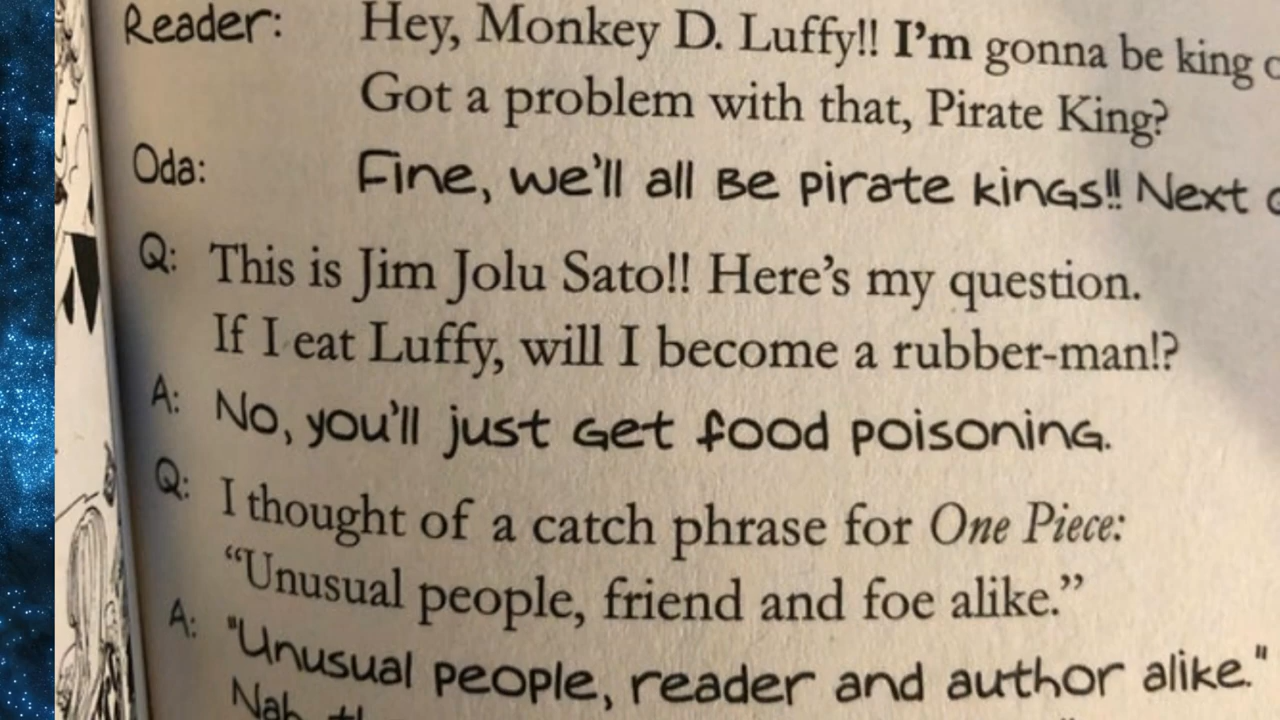 Reader: Hey, Monkey D. Luffy!! I'm gonna be king
Got a problem with that, Pirate King?
Oda: Fine, we'll all be pirate kings!! Next
Q: This is Jim Jolu Sato!! Here's my question.
If I eat Luffy, will I become a rubber-man!?
A: No, you'll just get food poisoning.
Q: I thought of a catch phrase for One Piece:
"Unusual people, friend and foe alike."
A: "Unusual people, reader and author alike."
Nah